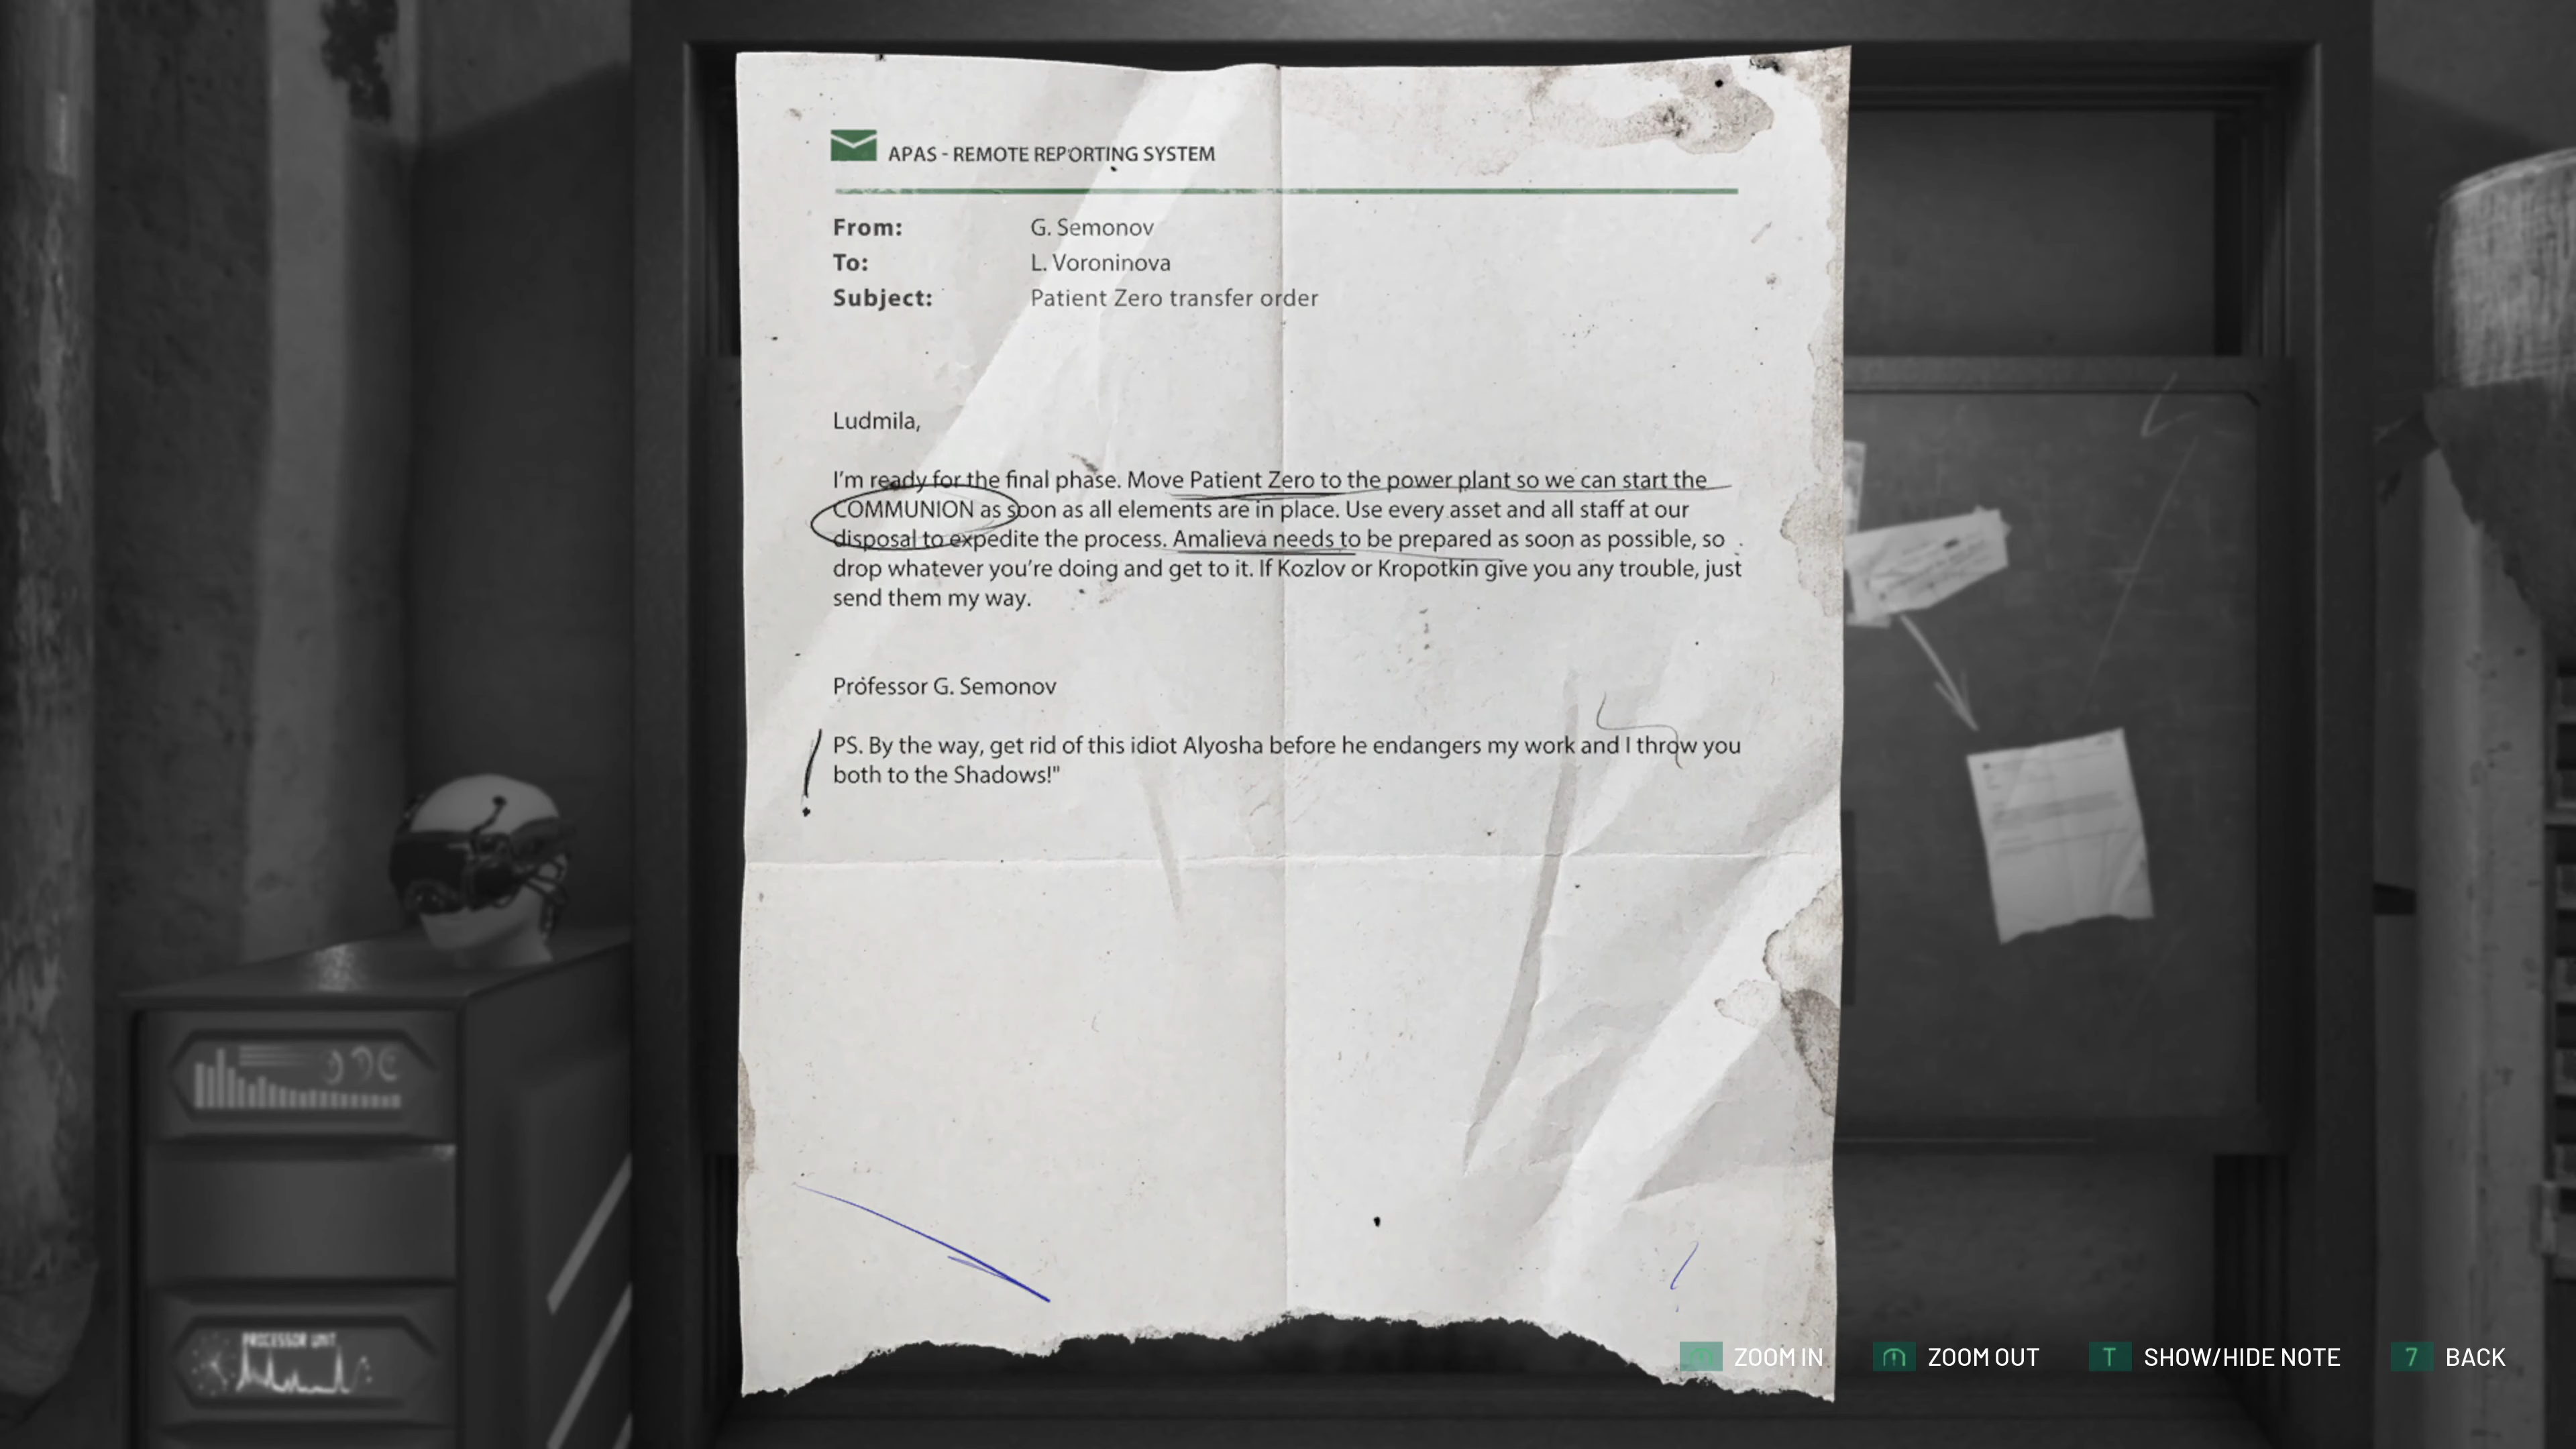 APAS - REMOTE REPORTING SYSTEM
From: G. Semonov
To: L. Voroninova
Subject: Patient Zero transfer order
Ludmila,
I'm ready for the final phase. Move Patient Zero to the power plant so we can start the
COMMUNION as soon as all elements are in place. Use every asset and all staff at our
disposal to expedite the process. Amalieva needs to be prepared as soon as possible, so
drop whatever you're doing and get to it. If Kozlov or Kropotkin give you any trouble, just
send them my way.
Professor G. Semonov
PS. By the way, get rid of this idiot Alyosha before he endangers my work and I throw you
both to the Shadows!"
PROCESSOR UNIT
ZOOM IN ZOOM OUT T SHOW/HIDE NOTE 7 BACK